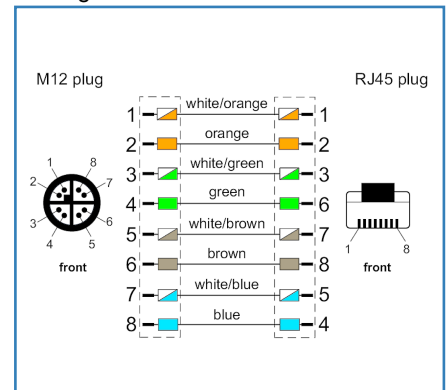 M12 plug
RJ45 plug
1 white/orange 1
2 orange 2
3 white/green 3
4 green 6
5 white/brown 7
6 brown 8
7 white/blue 5
8 blue 4
1 8
2 7
3 6
4 5
front
1 8
front